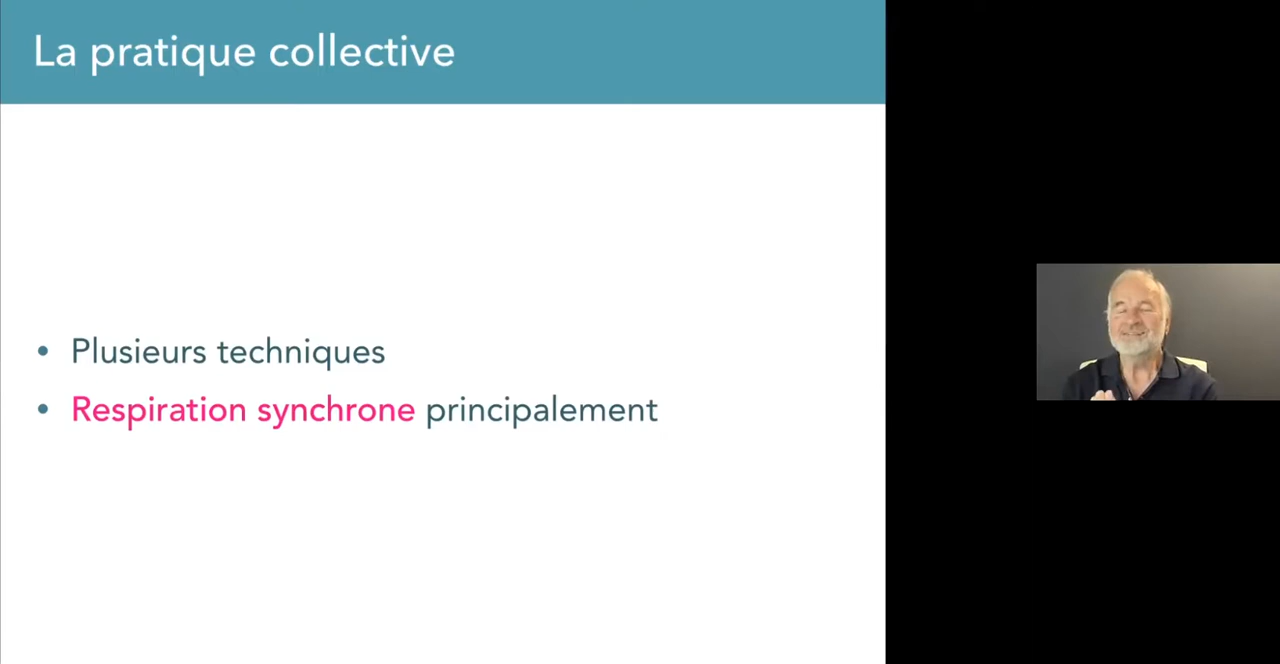 La pratique collective
• Plusieurs techniques
• Respiration synchrone principalement